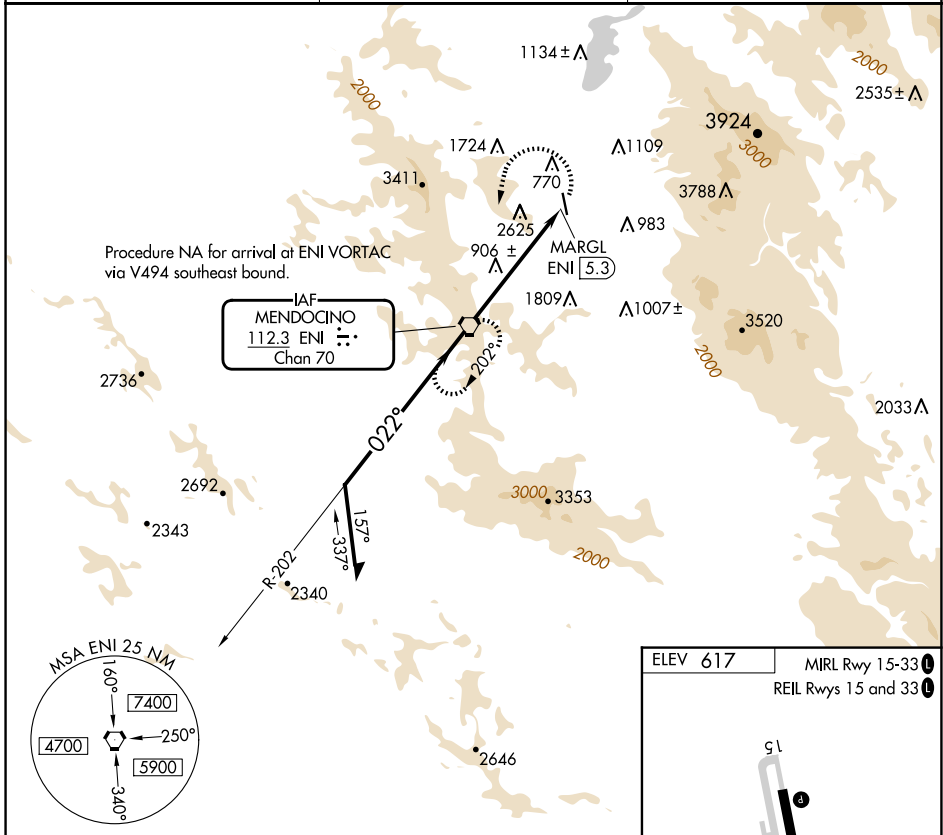 1134 ±
2000
2535 ±
3924
3000
1724
1109
770
3411
3788
2625
983
906 ±
MARGL
ENI 5.3
Procedure NA for arrival at ENI VORTAC
via V494 southeast bound.
1809
1007 ±
IAF
MENDOCINO
112.3 ENI
Chan 70
3520
2000
202°
2736
2000
2033
022°
2692
3000
3353
2343
157°
337°
2000
R-202
2340
MSA ENI 25 NM
160°
7400
4700
250°
5900
340°
2646
ELEV 617
MIRL Rwy 15-33 L
REIL Rwys 15 and 33 L
15
P